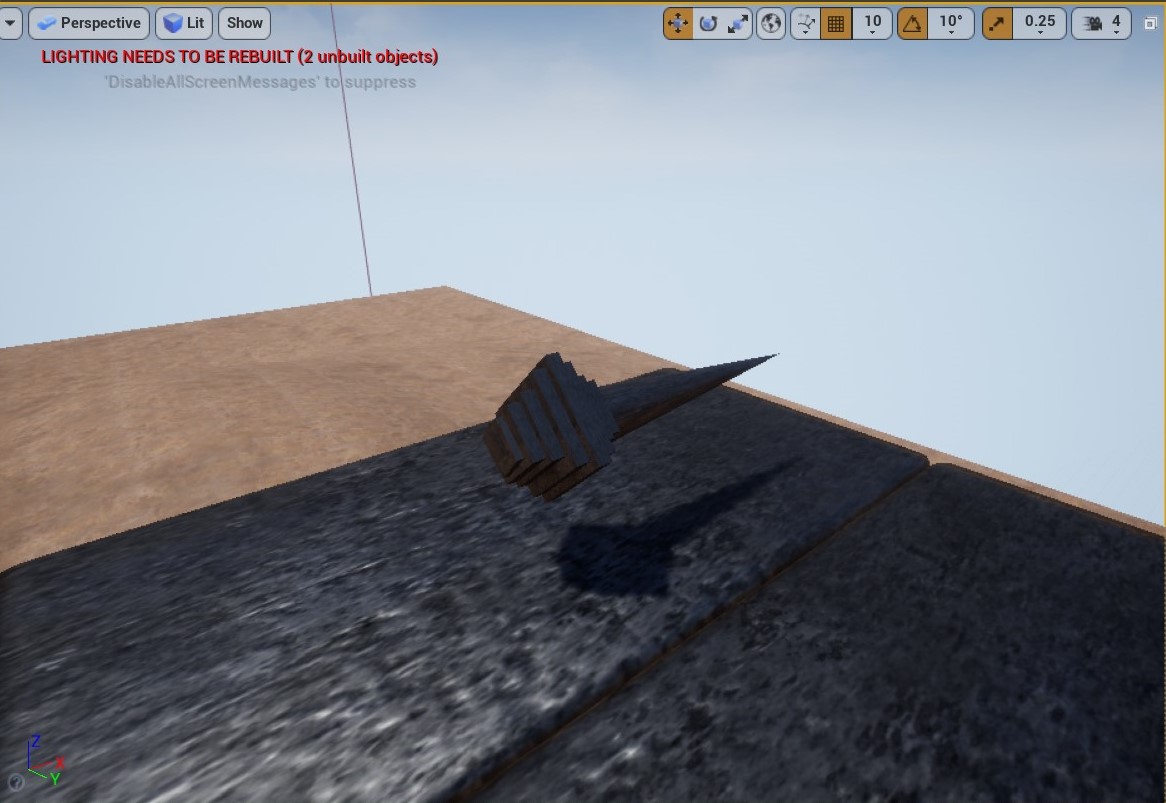 Perspective Lit Show 10 10° 0.25 4
LIGHTING NEEDS TO BE REBUILT (2 unbuilt objects)
'DisableAllScreenMessages' to suppress
Z
X
Y
?